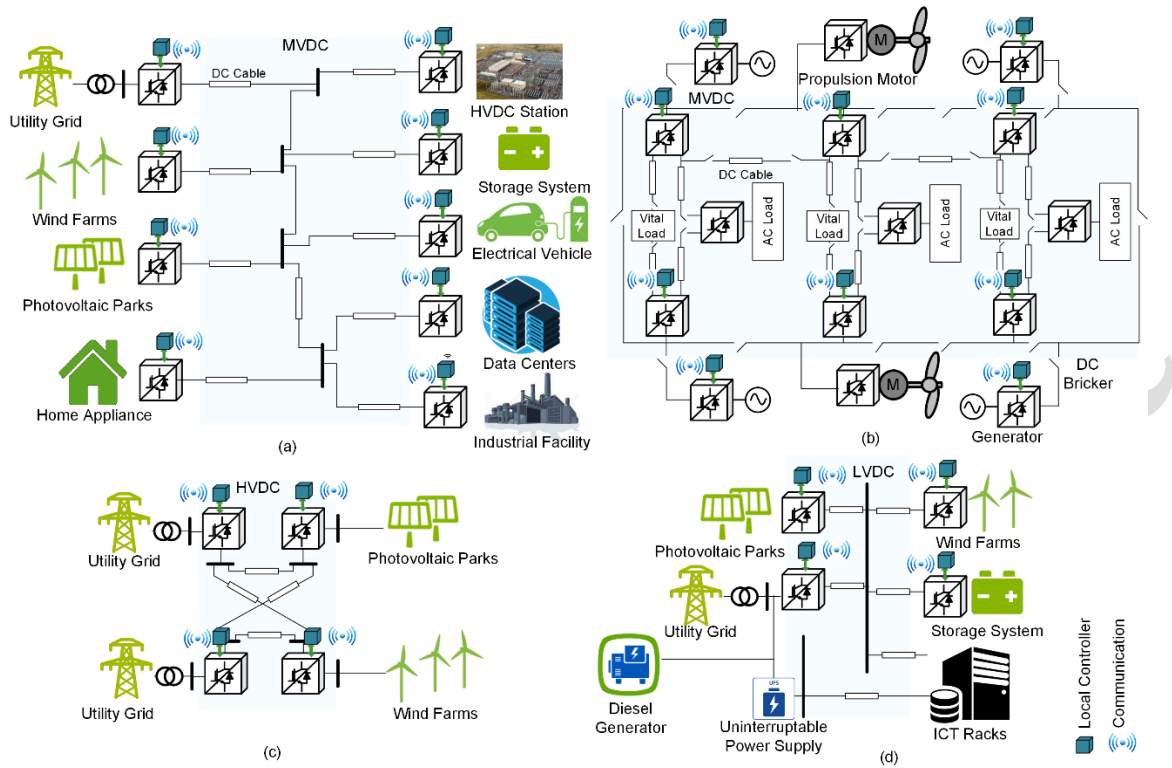 MVDC
DC Cable
Utility Grid
HVDC Station
Wind Farms
Storage System
Photovoltaic Parks
Electrical Vehicle
Home Appliance
Data Centers
Industrial Facility
(a)
M
Propulsion Motor
MVDC
DC Cable
Vital
Load
AC Load
Vital
Load
AC Load
Vital
Load
AC Load
M
DC
Bricker
Generator
(b)
HVDC
Utility Grid
Photovoltaic Parks
Utility Grid
Wind Farms
(c)
LVDC
Photovoltaic Parks
Wind Farms
Utility Grid
Storage System
Diesel
Generator
UPS
Uninterruptable
Power Supply
ICT Racks
(d)
Local Controller
Communication